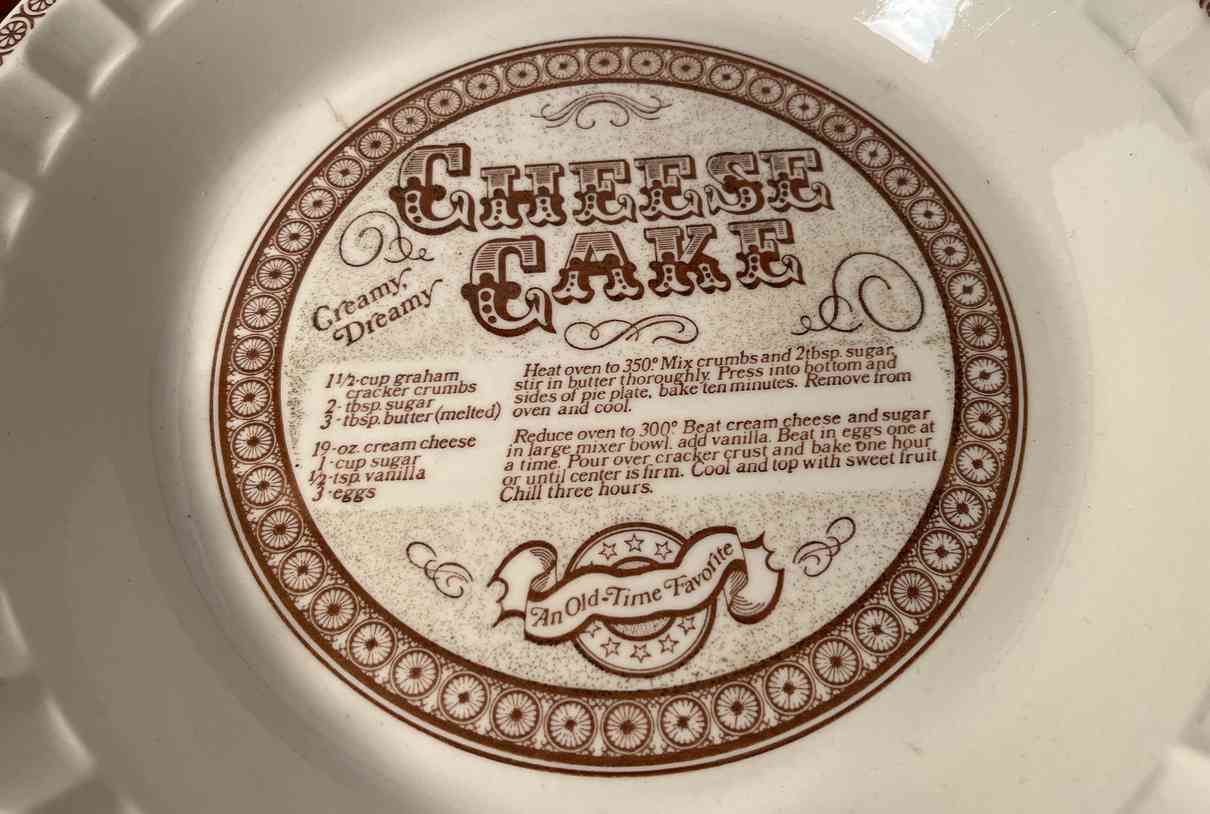 CHEESE
CAKE
Creamy,
Dreamy
1 1/2-cup graham
cracker crumbs
2- tbsp. sugar
3 - tbsp. butter (melted)
19-oz. cream cheese
1 - cup sugar
1/2-tsp. vanilla
3 - eggs
Heat oven to 350° Mix crumbs and 2tbsp. sugar,
stir in butter thoroughly. Press into bottom and
sides of pie plate, bake ten minutes. Remove from
oven and cool.
Reduce oven to 300° Beat cream cheese and sugar
in large mixer bowl, add vanilla. Beat in eggs one at
a time. Pour over cracker crust and bake one hour
or until center is firm. Cool and top with sweet fruit
Chill three hours.
An Old-Time Favorite